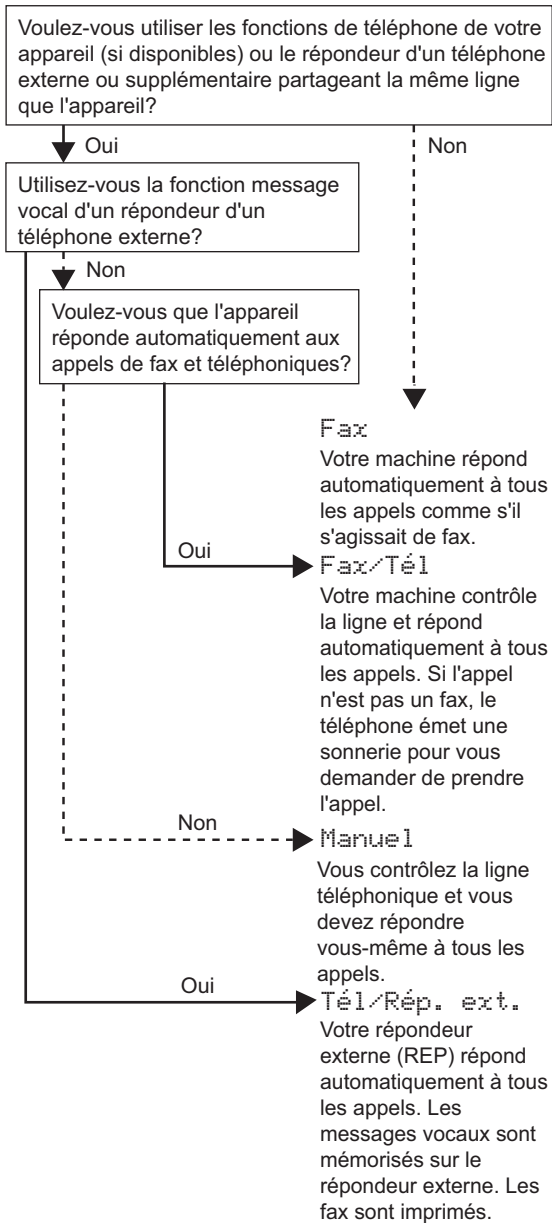 Voulez-vous utiliser les fonctions de téléphone de votre
appareil (si disponibles) ou le répondeur d'un téléphone
externe ou supplémentaire partageant la même ligne
que l'appareil?
Oui
Non
Utilisez-vous la fonction message
vocal d'un répondeur d'un
téléphone externe?
Non
Voulez-vous que l'appareil
réponde automatiquement aux
appels de fax et téléphoniques?
Fax
Votre machine répond
automatiquement à tous
les appels comme s'il
s'agissait de fax.
Oui
Fax/Tél
Votre machine contrôle
la ligne et répond
automatiquement à tous
les appels. Si l'appel
n'est pas un fax, le
téléphone émet une
sonnerie pour vous
demander de prendre
l'appel.
Non
Manuel
Vous contrôlez la ligne
téléphonique et vous
devez répondre
vous-même à tous les
appels.
Oui
Tél/Rép. ext.
Votre répondeur
externe (REP) répond
automatiquement à tous
les appels. Les
messages vocaux sont
mémorisés sur le
répondeur externe. Les
fax sont imprimés.